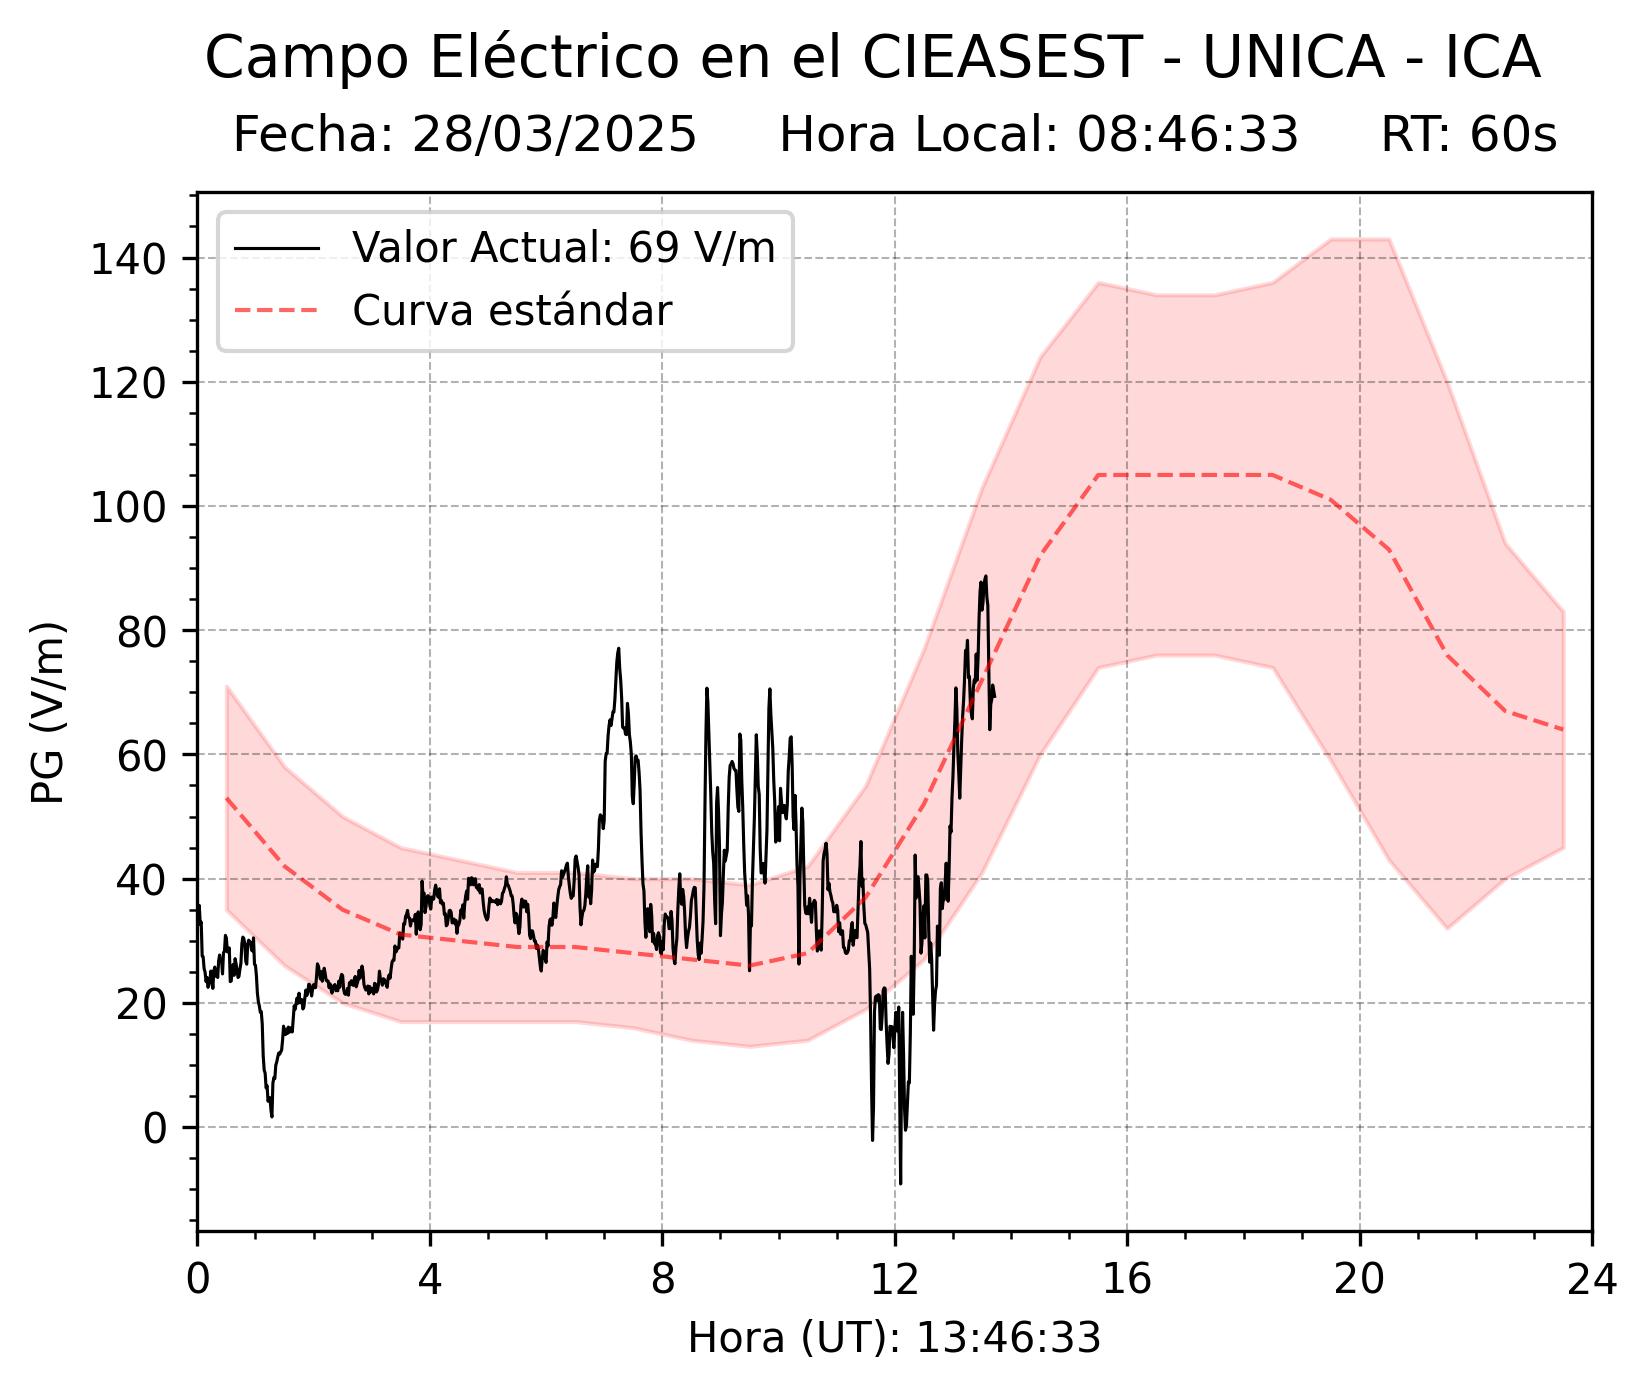 Campo Eléctrico en el CIEASEST - UNICA - ICA
Fecha: 28/03/2025 Hora Local: 08:46:33 RT: 60s
Valor Actual: 69 V/m
Curva estándar
PG (V/m)
140
120
100
80
60
40
20
0
0 4 8 12 16 20 24
Hora (UT): 13:46:33